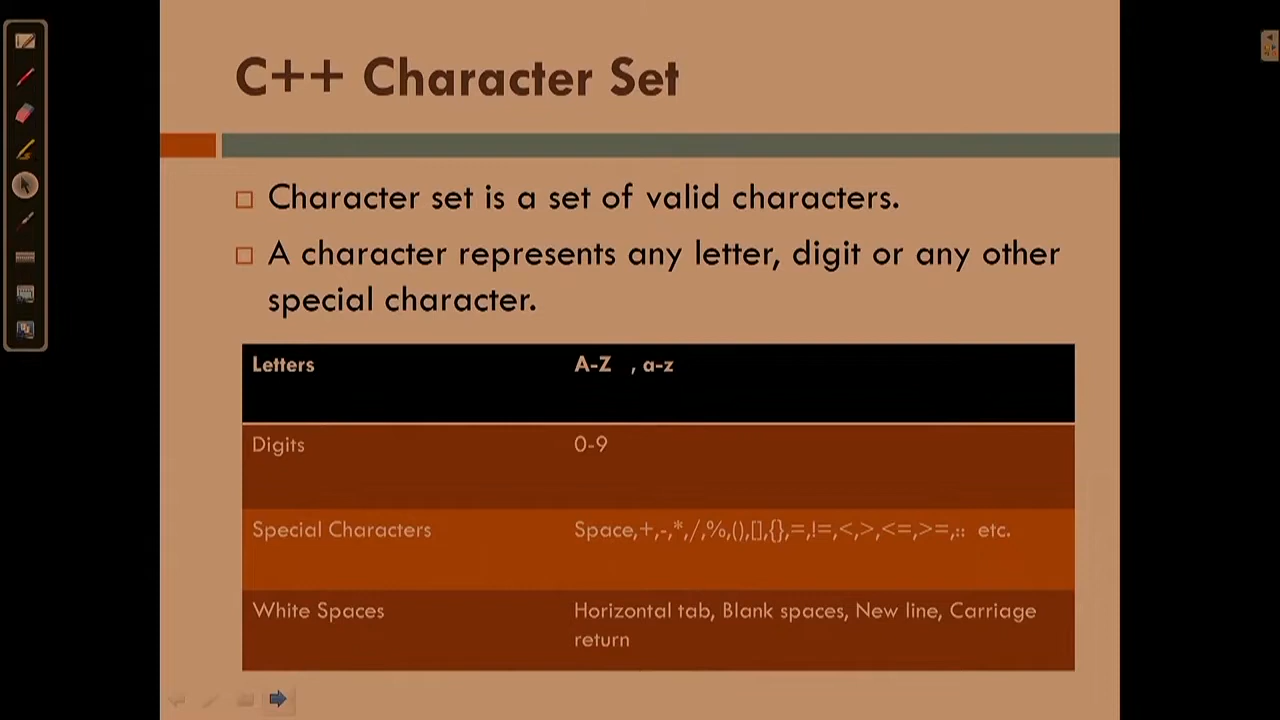 C++ Character Set
Character set is a set of valid characters.
A character represents any letter, digit or any other
special character.
Letters A-Z , a-z
Digits 0-9
Special Characters Space,+,-,*,/,%,(),[],{},=,!=,<,>,<=,>=,:: etc.
White Spaces Horizontal tab, Blank spaces, New line, Carriage
return